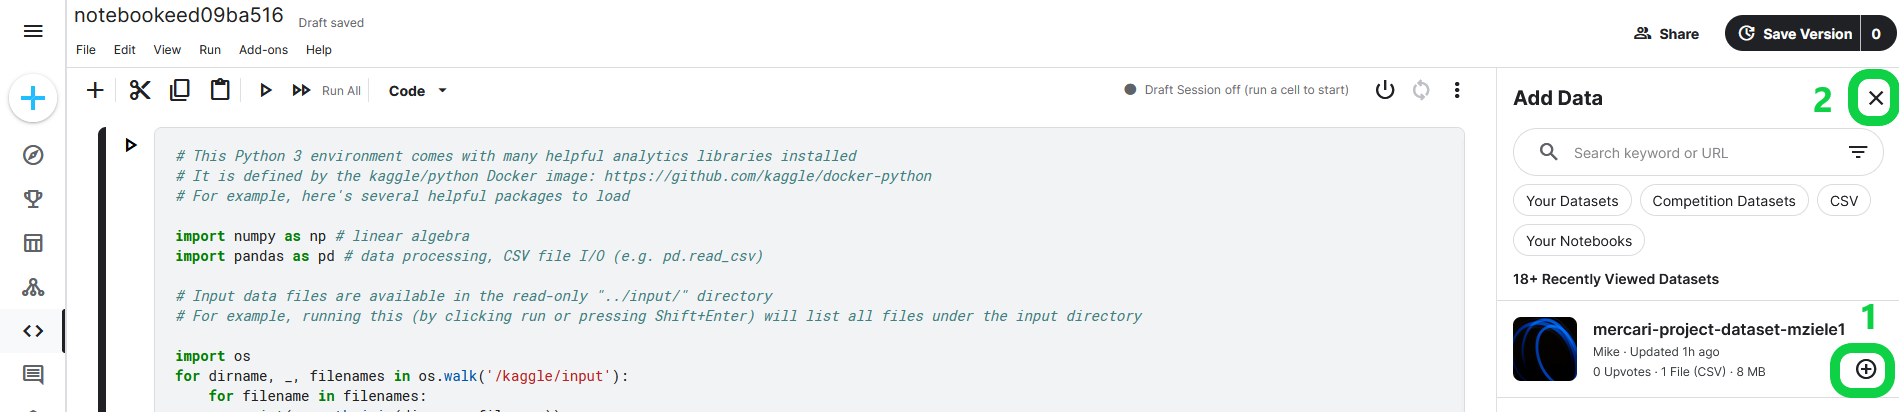 notebookeed09ba516 Draft saved
File Edit View Run Add-ons Help
Share
Save Version 0
Run All
Code
Draft Session off (run a cell to start)
# This Python 3 environment comes with many helpful analytics libraries installed
# It is defined by the kaggle/python Docker image: https://github.com/kaggle/docker-python
# For example, here's several helpful packages to load
import numpy as np # linear algebra
import pandas as pd # data processing, CSV file I/O (e.g. pd.read_csv)
# Input data files are available in the read-only "../input/" directory
# For example, running this (by clicking run or pressing Shift+Enter) will list all files under the input directory
import os
for dirname, _, filenames in os.walk('/kaggle/input'):
for filename in filenames:
Add Data
2
Search keyword or URL
Your Datasets Competition Datasets CSV
Your Notebooks
18+ Recently Viewed Datasets
1
mercari-project-dataset-mziele1
Mike · Updated 1h ago
0 Upvotes · 1 File (CSV) · 8 MB